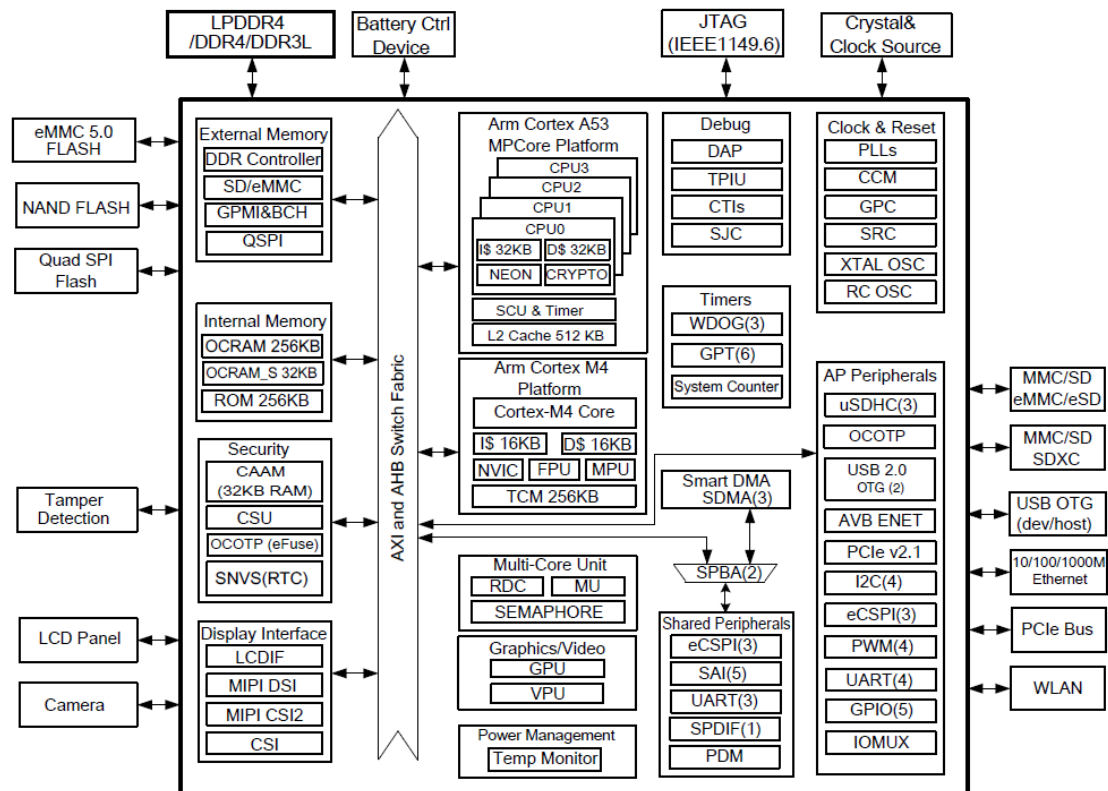 LPDDR4
/DDR4/DDR3L
Battery Ctrl
Device
JTAG
(IEEE1149.6)
Crystal&
Clock Source
eMMC 5.0
FLASH
NAND FLASH
Quad SPI
Flash
Tamper
Detection
LCD Panel
Camera
External Memory
DDR Controller
SD/eMMC
GPMI&BCH
QSPI
Internal Memory
OCRAM 256KB
OCRAM_S 32KB
ROM 256KB
Security
CAAM
(32KB RAM)
CSU
OCOTP (eFuse)
SNVS(RTC)
Display Interface
LCDIF
MIPI DSI
MIPI CSI2
CSI
AXI and AHB Switch Fabric
Arm Cortex A53
MPCore Platform
CPU3
CPU2
CPU1
CPU0
I$ 32KB D$ 32KB
NEON CRYPTO
SCU & Timer
L2 Cache 512 KB
Arm Cortex M4
Platform
Cortex-M4 Core
I$ 16KB D$ 16KB
NVIC FPU MPU
TCM 256KB
Multi-Core Unit
RDC MU
SEMAPHORE
Graphics/Video
GPU
VPU
Power Management
Temp Monitor
Debug
DAP
TPIU
CTIs
SJC
Timers
WDOG(3)
GPT(6)
System Counter
Smart DMA
SDMA(3)
SPBA(2)
Shared Peripherals
eCSPI(3)
SAI(5)
UART(3)
SPDIF(1)
PDM
Clock & Reset
PLLs
CCM
GPC
SRC
XTAL OSC
RC OSC
AP Peripherals
uSDHC(3)
OCOTP
USB 2.0
OTG (2)
AVB ENET
PCIe v2.1
I2C(4)
eCSPI(3)
PWM(4)
UART(4)
GPIO(5)
IOMUX
MMC/SD
eMMC/eSD
MMC/SD
SDXC
USB OTG
(dev/host)
10/100/1000M
Ethernet
PCIe Bus
WLAN